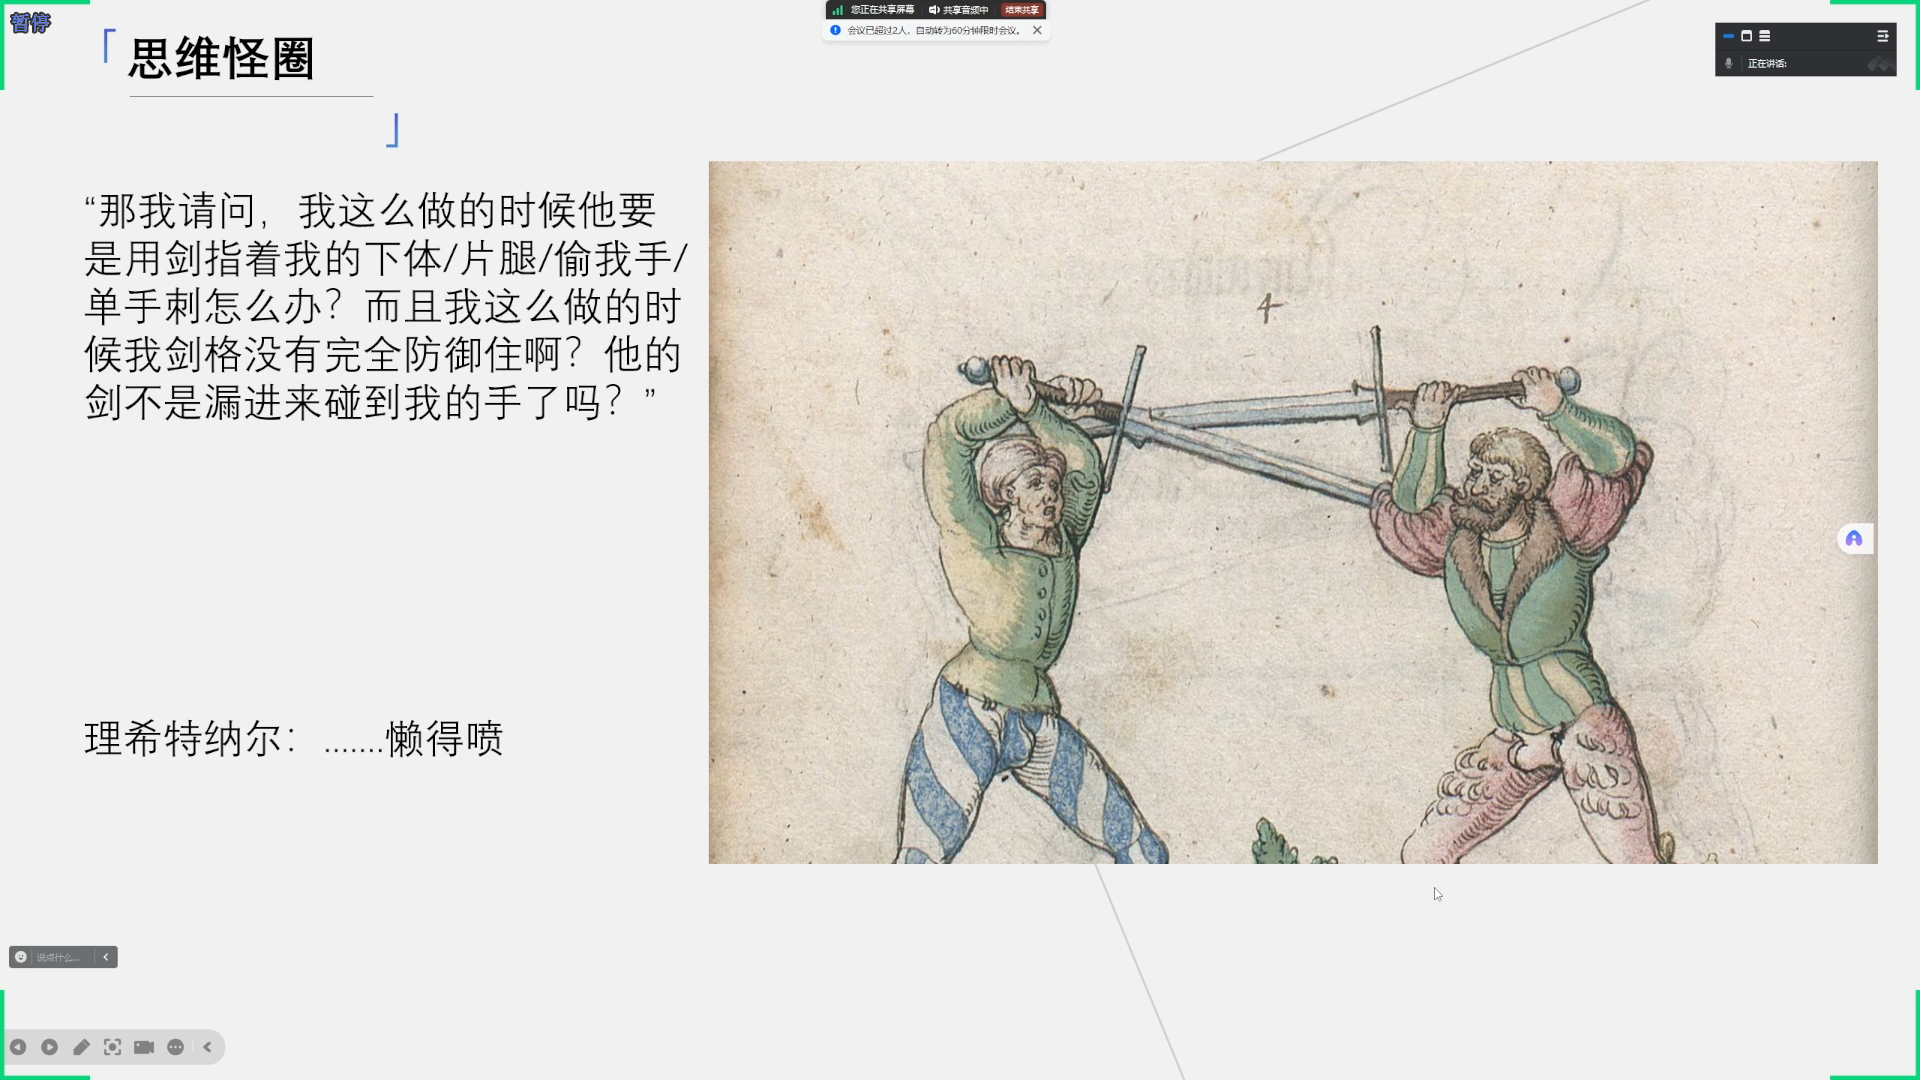 暂停
您正在共享屏幕
共享音频中
结束共享
会议已超过2人，自动转为60分钟限时会议。
正在讲话:
「思维怪圈」
“那我请问，我这么做的时候他要
是用剑指着我的下体/片腿/偷我手/
单手刺怎么办？而且我这么做的时
候我剑格没有完全防御住啊？他的
剑不是漏进来碰到我的手了吗？”
4
理希特纳尔：.......懒得喷
说点什么...